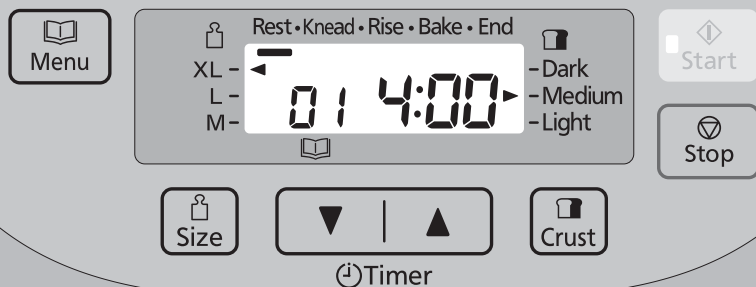 Menu
Rest • Knead • Rise • Bake • End
XL –
L –
M –
01 4:00
– Dark
– Medium
– Light
Start
Stop
Size
Crust
Timer